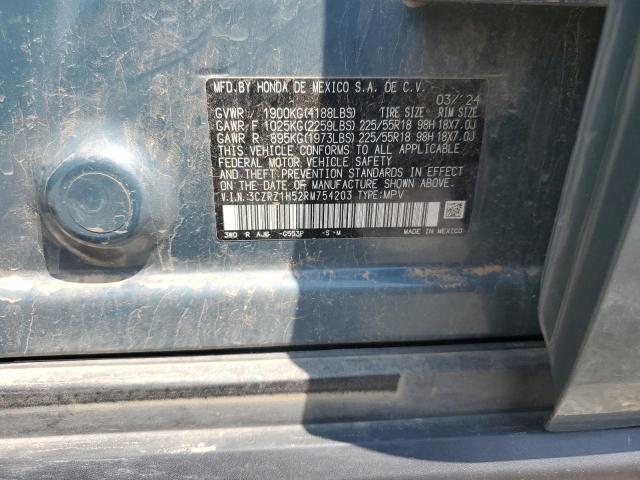 MFD.BY HONDA DE MEXICO S.A. DE C.V.
03/24
GVWR / 1900KG(4188LBS) TIRE SIZE RIM SIZE
GAWR F 1025KG(2259LBS) 225/55R18 98H 18X7.0J
GAWR R 895KG(1973LBS) 225/55R18 98H 18X7.0J
THIS VEHICLE CONFORMS TO ALL APPLICABLE
FEDERAL MOTOR VEHICLE SAFETY
AND THEFT PREVENTION STANDARDS IN EFFECT
ON THE DATE OF MANUFACTURE SHOWN ABOVE.
V.I.N.:3CZRZ1H52RM754203 TYPE:MPV
3W0 R -S -M